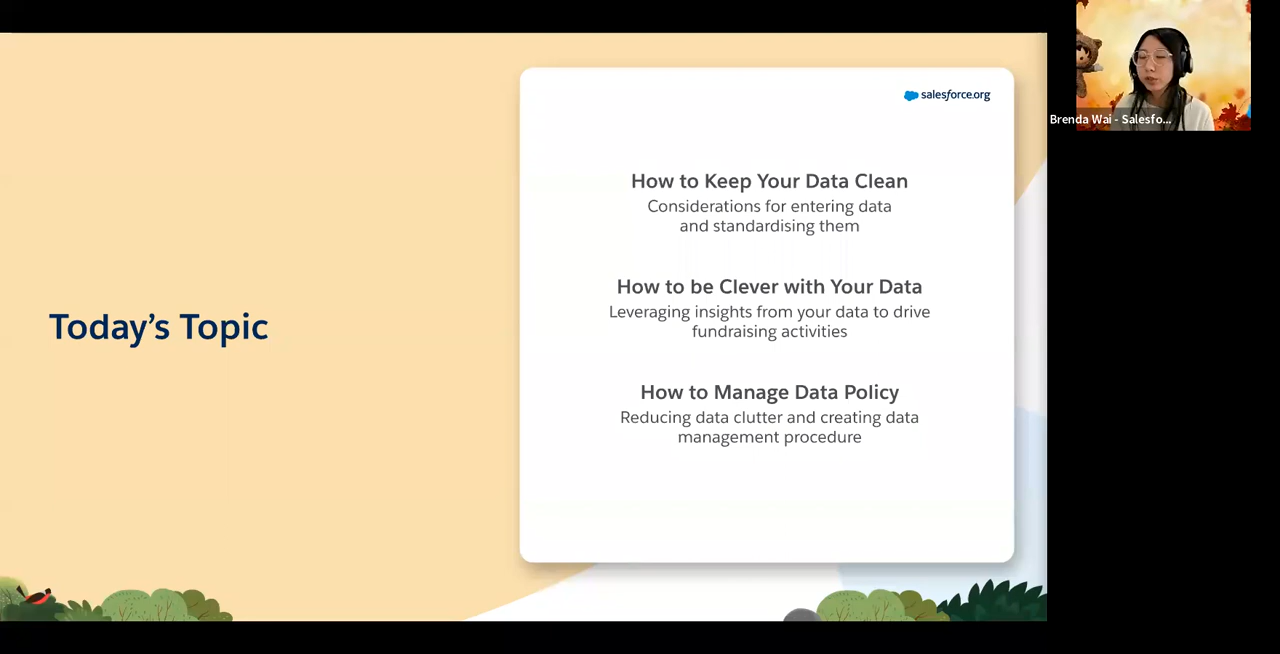 Today's Topic
salesforce.org
How to Keep Your Data Clean
Considerations for entering data
and standardising them
How to be Clever with Your Data
Leveraging insights from your data to drive
fundraising activities
How to Manage Data Policy
Reducing data clutter and creating data
management procedure
Brenda Wai - Salesfo...